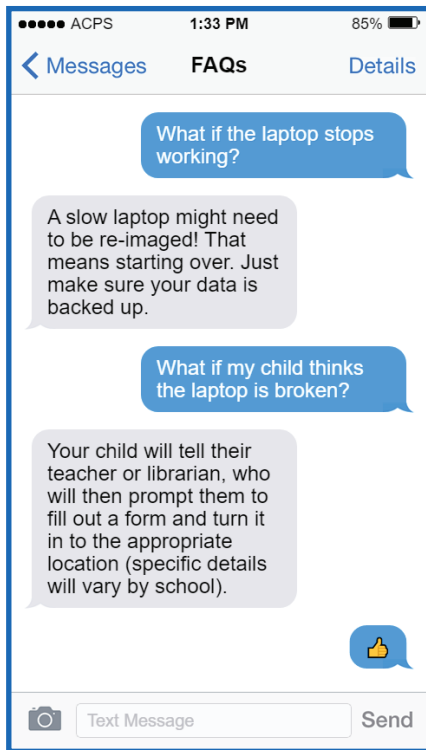 ACPS 1:33 PM 85%
Messages FAQs Details
What if the laptop stops
working?
A slow laptop might need
to be re-imaged! That
means starting over. Just
make sure your data is
backed up.
What if my child thinks
the laptop is broken?
Your child will tell their
teacher or librarian, who
will then prompt them to
fill out a form and turn it
in to the appropriate
location (specific details
will vary by school).
👍
Text Message Send